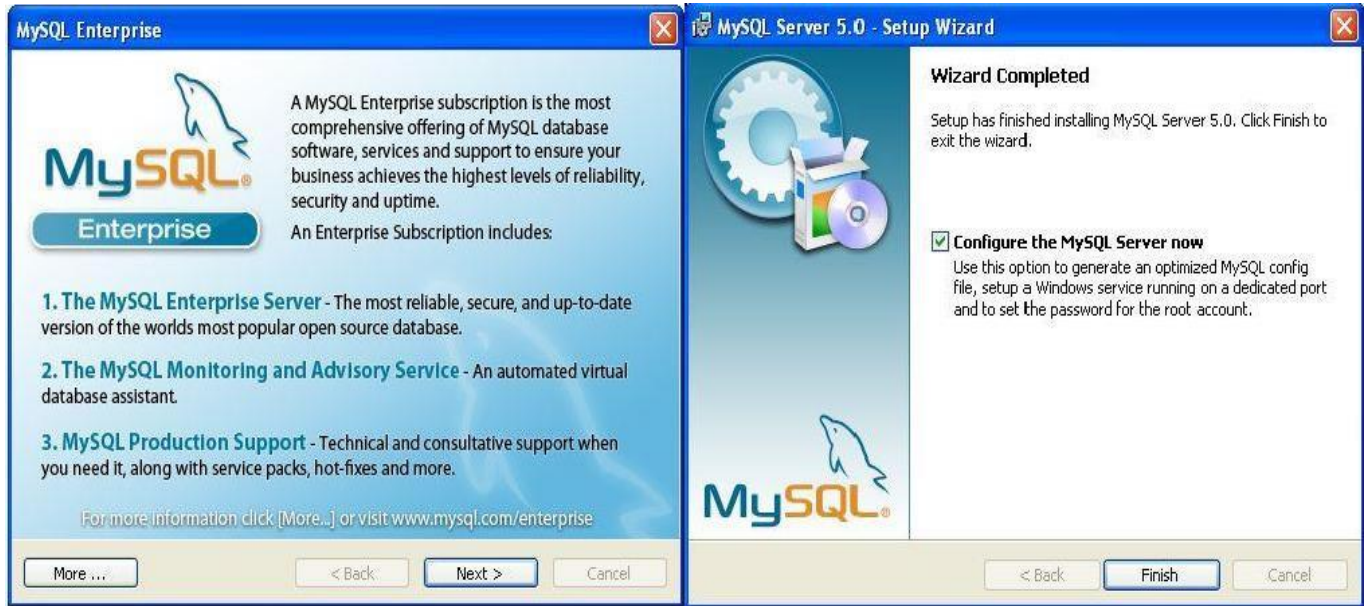 MySQL Enterprise
MySQL®
Enterprise
A MySQL Enterprise subscription is the most
comprehensive offering of MySQL database
software, services and support to ensure your
business achieves the highest levels of reliability,
security and uptime.
An Enterprise Subscription includes:
1. The MySQL Enterprise Server - The most reliable, secure, and up-to-date
version of the worlds most popular open source database.
2. The MySQL Monitoring and Advisory Service - An automated virtual
database assistant.
3. MySQL Production Support - Technical and consultative support when
you need it, along with service packs, hot-fixes and more.
For more information click [More...] or visit www.mysql.com/enterprise
More ...
< Back
Next >
Cancel
MySQL Server 5.0 - Setup Wizard
Wizard Completed
Setup has finished installing MySQL Server 5.0. Click Finish to
exit the wizard.
Configure the MySQL Server now
Use this option to generate an optimized MySQL config
file, setup a Windows service running on a dedicated port
and to set the password for the root account.
MySQL®
< Back
Finish
Cancel